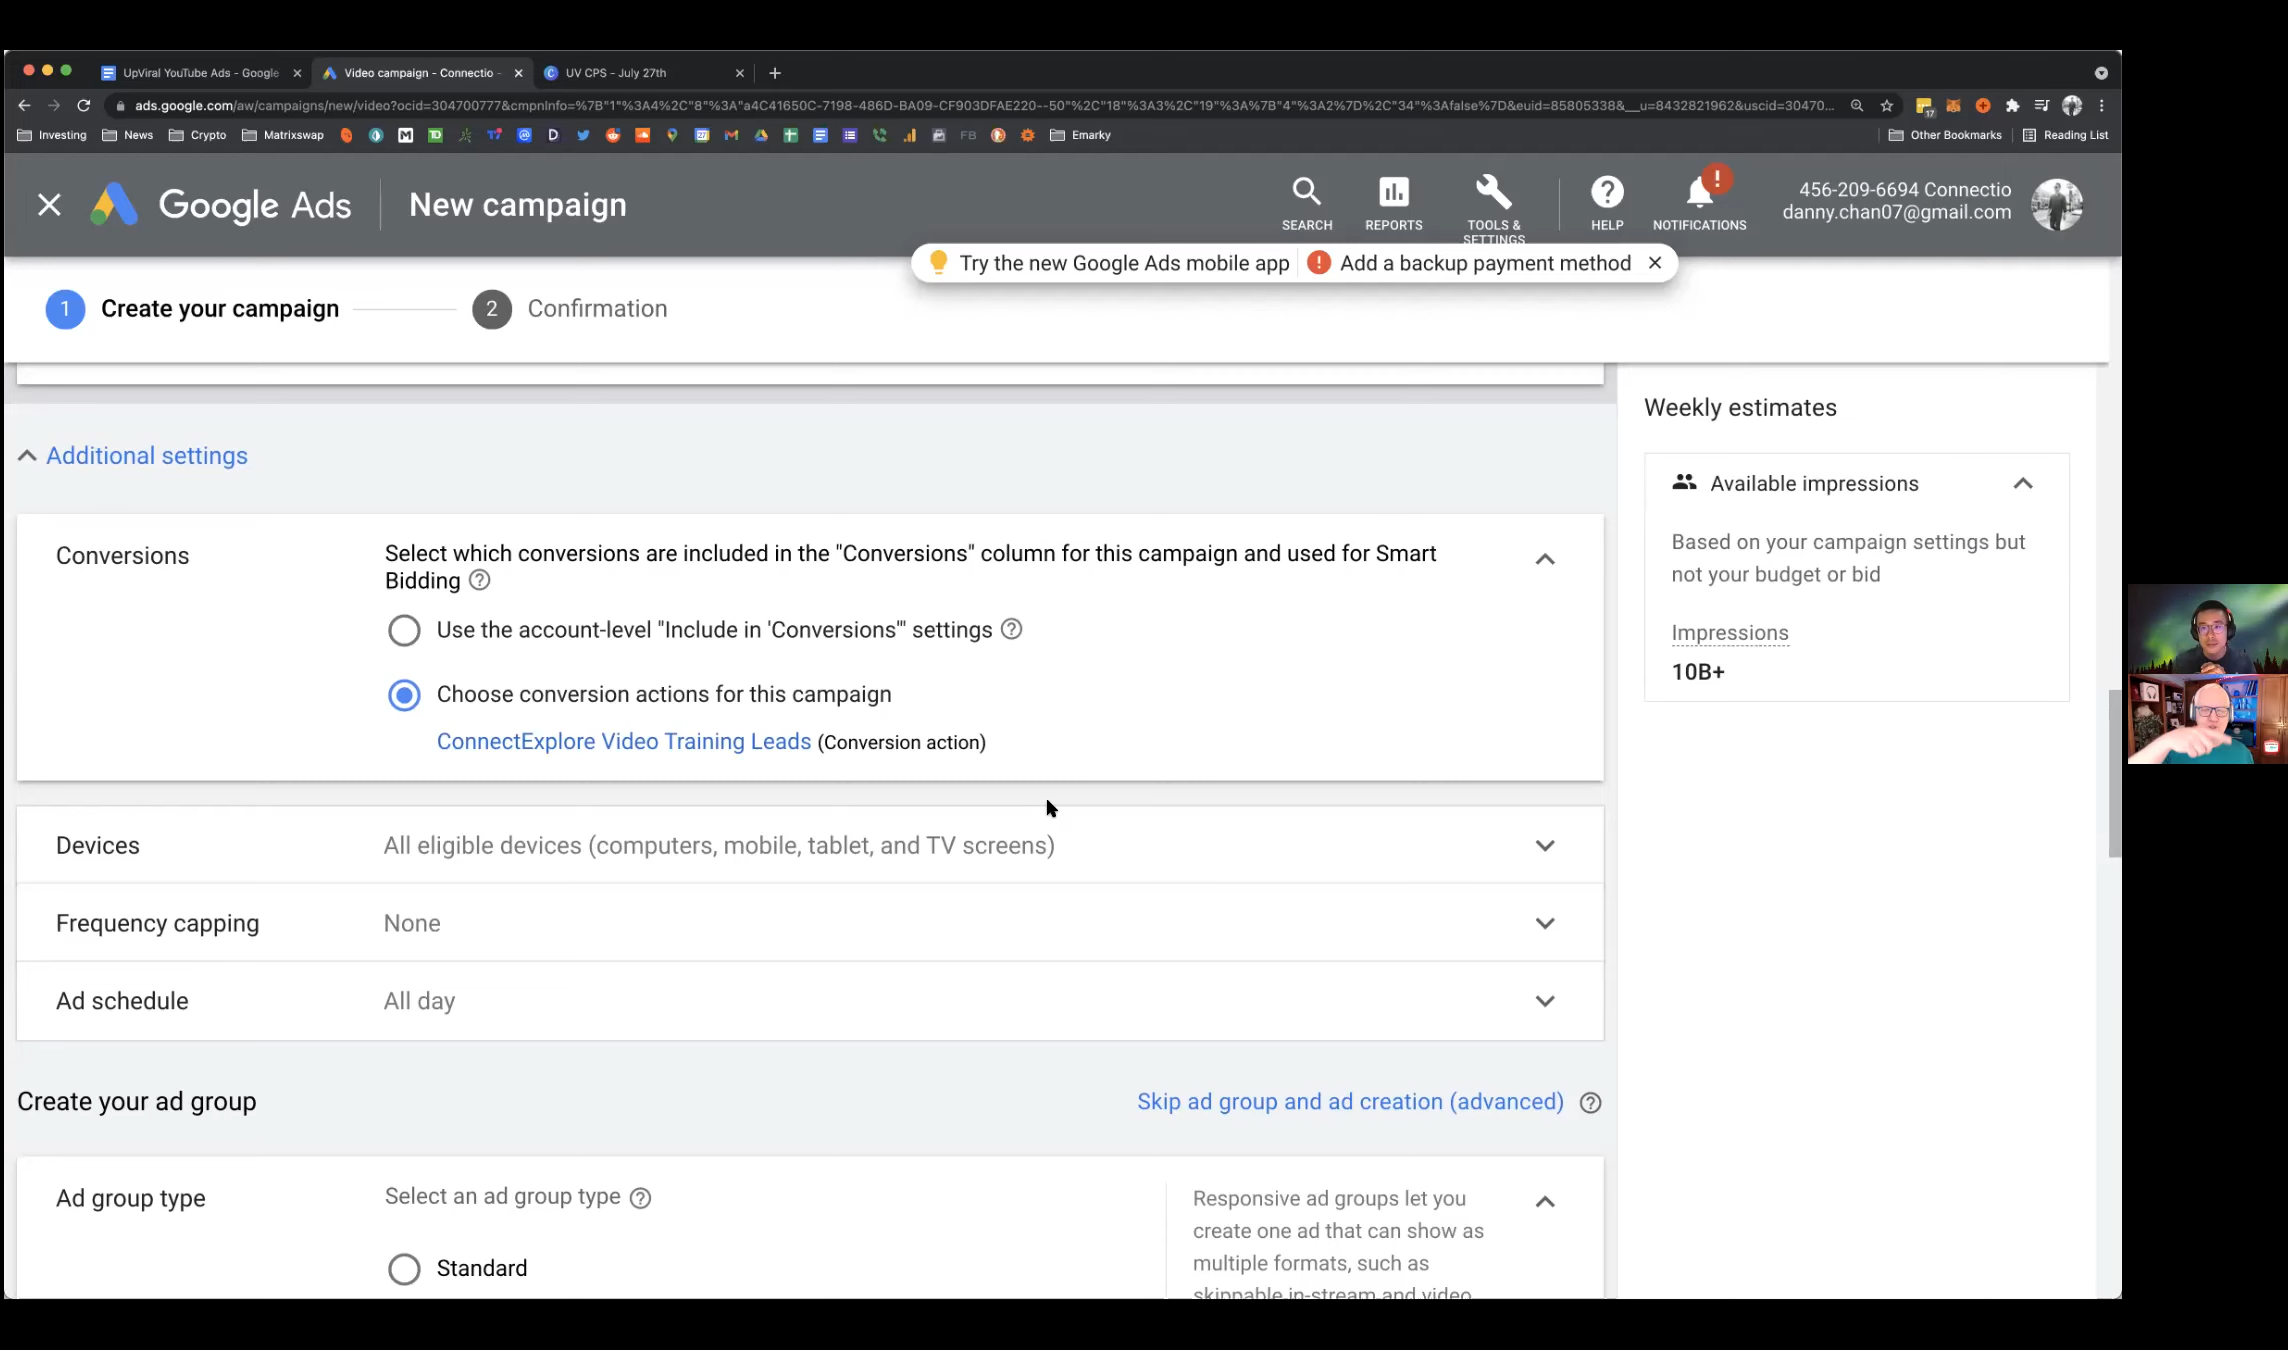 UpViral YouTube Ads - Google
Video campaign - Connectio -
UV CPS - July 27th
ads.google.com/aw/campaigns/new/video?ocid=304700777&cmpnInfo=%7B"1"%3A4%2C"8"%3A"a4C41650C-7198-486D-BA09-CF903DFAE220--50"%2C"18"%3A3%2C"19"%3A%7B"4"%3A2%7D%2C"34"%3Afalse%7D&euid=85805338&__u=8432821962&uscid=30470...
Investing News Crypto Matrixswap FB Emarky Other Bookmarks Reading List
Google Ads New campaign
SEARCH REPORTS TOOLS & SETTINGS HELP NOTIFICATIONS
456-209-6694 Connectio
danny.chan07@gmail.com
Try the new Google Ads mobile app Add a backup payment method
1 Create your campaign 2 Confirmation
Additional settings
Conversions
Select which conversions are included in the "Conversions" column for this campaign and used for Smart
Bidding
Use the account-level "Include in 'Conversions'" settings
Choose conversion actions for this campaign
ConnectExplore Video Training Leads (Conversion action)
Devices All eligible devices (computers, mobile, tablet, and TV screens)
Frequency capping None
Ad schedule All day
Create your ad group Skip ad group and ad creation (advanced)
Ad group type Select an ad group type
Standard
Responsive ad groups let you
create one ad that can show as
multiple formats, such as
skippable in-stream and video
Weekly estimates
Available impressions
Based on your campaign settings but
not your budget or bid
Impressions
10B+